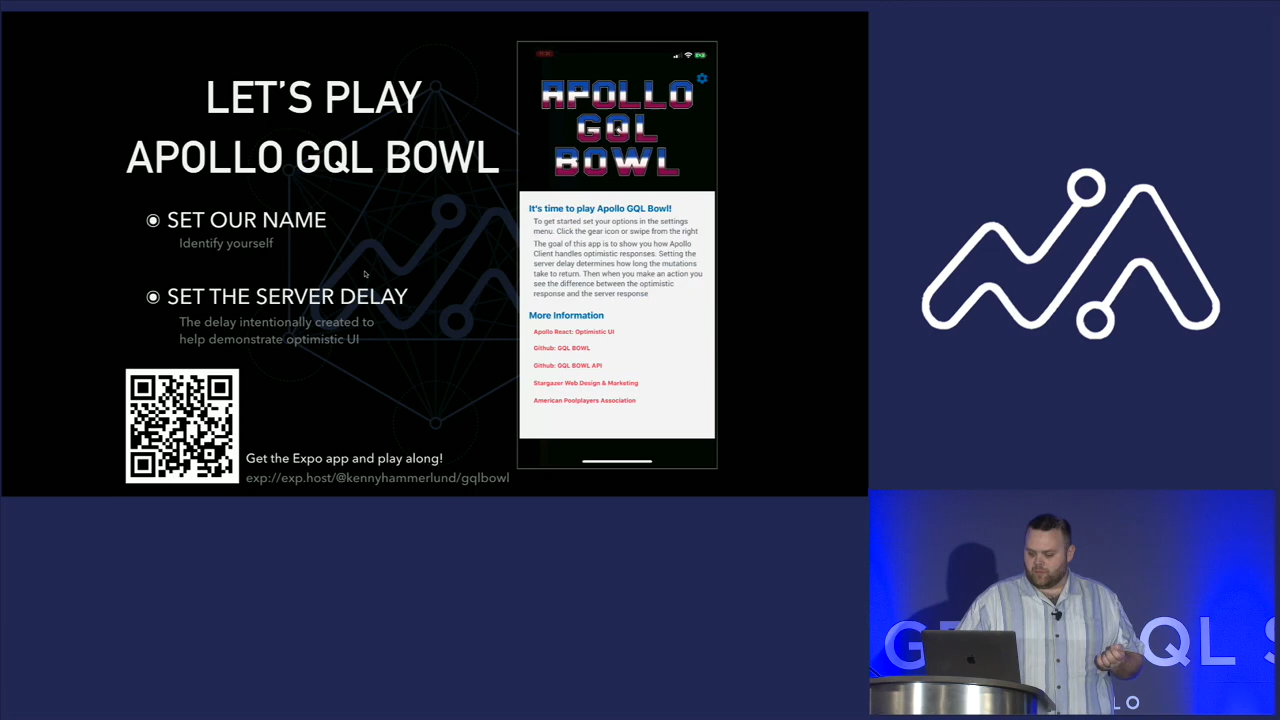 LET'S PLAY
APOLLO GQL BOWL
SET OUR NAME
Identify yourself
SET THE SERVER DELAY
The delay intentionally created to
help demonstrate optimistic UI
Get the Expo app and play along!
exp://exp.host/@kennyhammerlund/gqlbowl
APOLLO
GQL
BOWL
It's time to play Apollo GQL Bowl!
To get started set your options in the settings
menu. Click the gear icon or swipe from the right
The goal of this app is to show you how Apollo
Client handles optimistic responses. Setting the
server delay determines how long the mutations
take to return. Then when you make an action you
see the difference between the optimistic
response and the server response
More Information
Apollo React: Optimistic UI
Github: GQL BOWL
Github: GQL BOWL API
Stargazer Web Design & Marketing
American Poolplayers Association
G QL S
LO